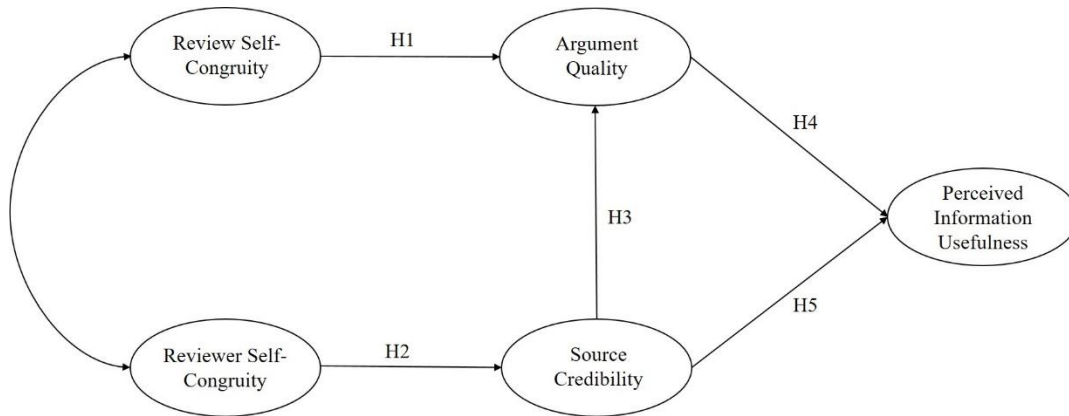 Review Self-
Congruity
H1
Argument
Quality
H4
H3
Perceived
Information
Usefulness
H5
Reviewer Self-
Congruity
H2
Source
Credibility